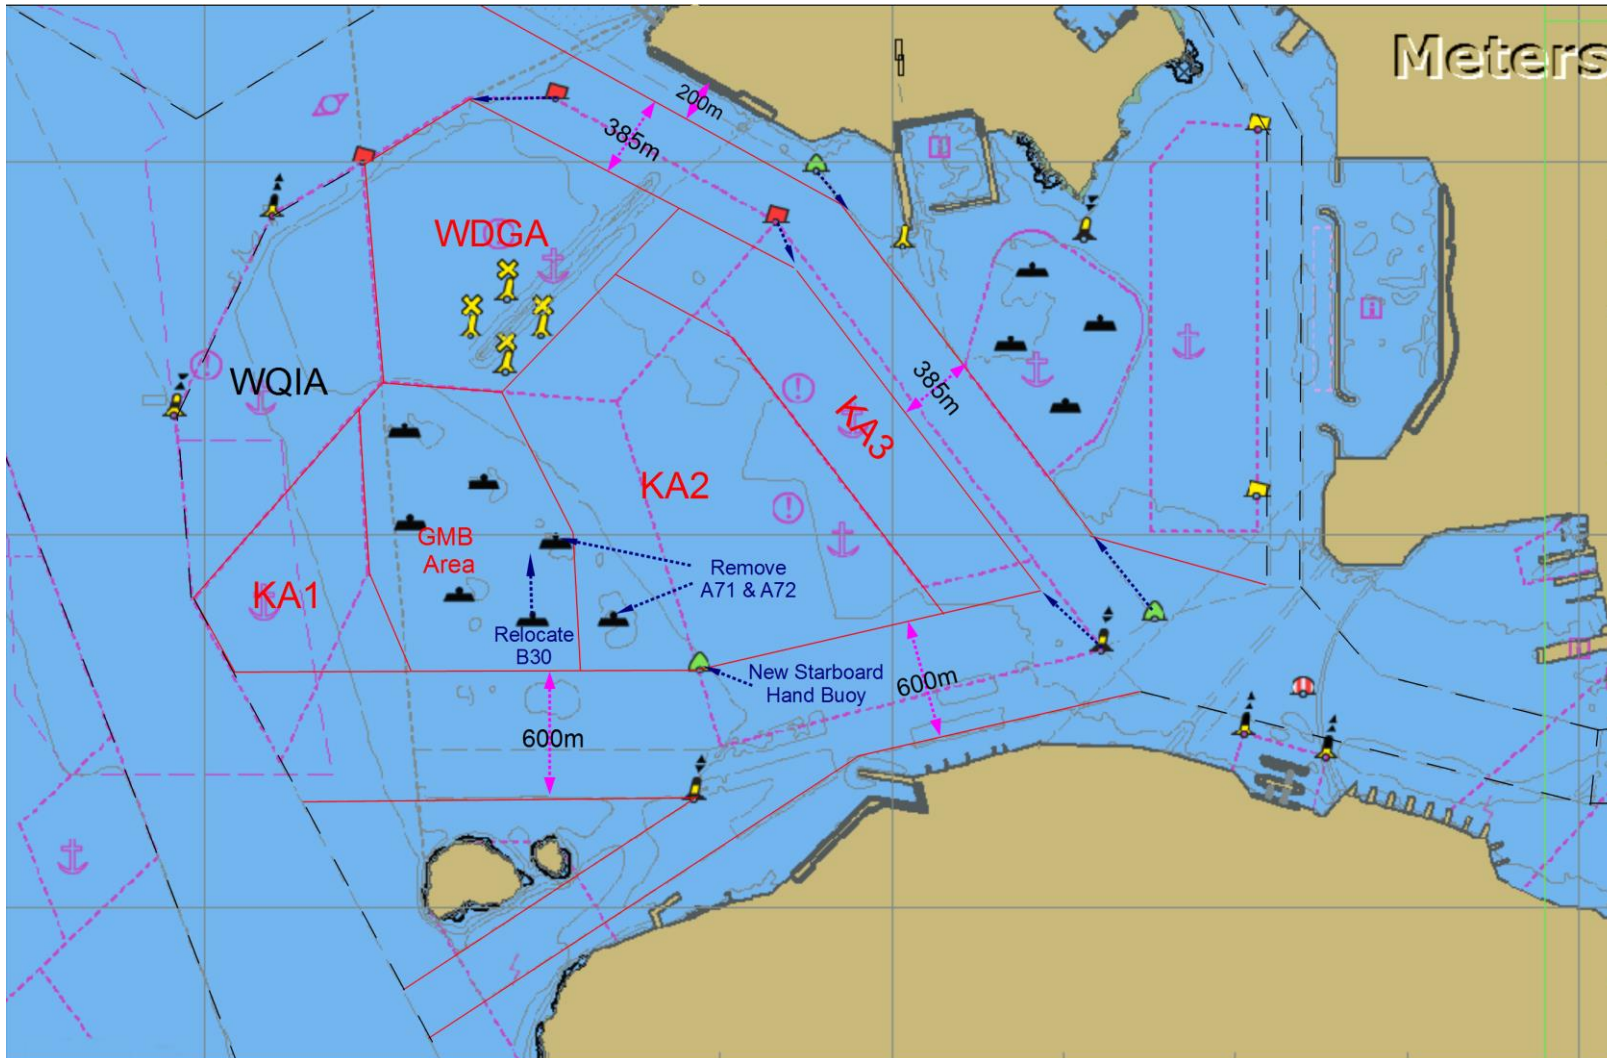 Meters
200m
385m
WDGA
WQIA
385m
KA3
KA2
GMB
Area
Remove
A71 & A72
KA1
Relocate
B30
New Starboard
Hand Buoy
600m
600m